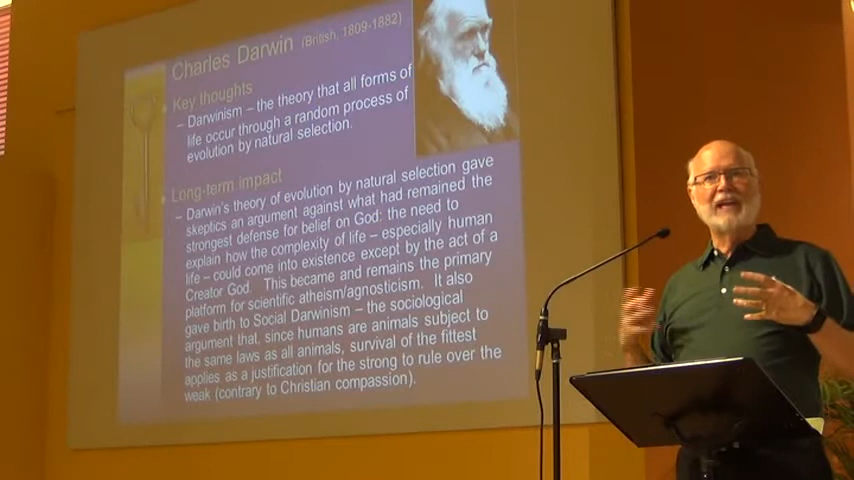 Charles Darwin (British, 1809-1882)
Key thoughts
– Darwinism – the theory that all forms of
life occur through a random process of
evolution by natural selection.
Long-term impact
– Darwin's theory of evolution by natural selection gave
skeptics an argument against what had remained the
strongest defense for belief on God: the need to
explain how the complexity of life – especially human
life – could come into existence except by the act of a
Creator God. This became and remains the primary
platform for scientific atheism/agnosticism. It also
gave birth to Social Darwinism – the sociological
argument that, since humans are animals subject to
the same laws as all animals, survival of the fittest
applies as a justification for the strong to rule over the
weak (contrary to Christian compassion).